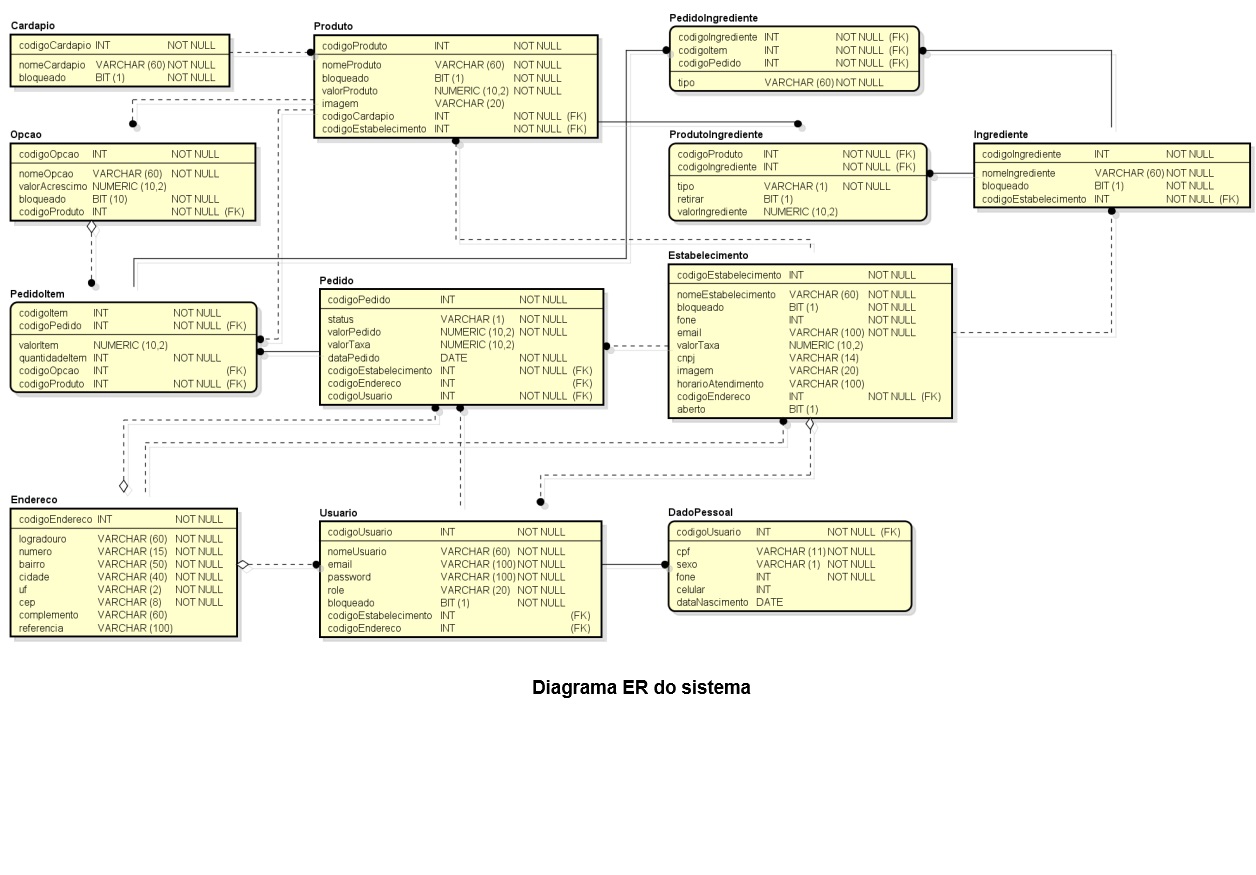 Cardapio
codigoCardapio INT NOT NULL
nomeCardapio VARCHAR (60) NOT NULL
bloqueado BIT (1) NOT NULL
Produto
codigoProduto INT NOT NULL
nomeProduto VARCHAR (60) NOT NULL
bloqueado BIT (1) NOT NULL
valorProduto NUMERIC (10,2) NOT NULL
imagem VARCHAR (20)
codigoCardapio INT NOT NULL (FK)
codigoEstabelecimento INT NOT NULL (FK)
PedidoIngrediente
codigoIngrediente INT NOT NULL (FK)
codigoItem INT NOT NULL (FK)
codigoPedido INT NOT NULL (FK)
tipo VARCHAR (60) NOT NULL
Opcao
codigoOpcao INT NOT NULL
nomeOpcao VARCHAR (60) NOT NULL
valorAcrescimo NUMERIC (10,2)
bloqueado BIT (10) NOT NULL
codigoProduto INT NOT NULL (FK)
ProdutoIngrediente
codigoProduto INT NOT NULL (FK)
codigoIngrediente INT NOT NULL (FK)
tipo VARCHAR (1) NOT NULL
retirar BIT (1)
valorIngrediente NUMERIC (10,2)
Ingrediente
codigoIngrediente INT NOT NULL
nomeIngrediente VARCHAR (60) NOT NULL
bloqueado BIT (1) NOT NULL
codigoEstabelecimento INT NOT NULL (FK)
PedidoItem
codigoItem INT NOT NULL
codigoPedido INT NOT NULL (FK)
valorItem NUMERIC (10,2)
quantidadeItem INT NOT NULL
codigoOpcao INT (FK)
codigoProduto INT NOT NULL (FK)
Pedido
codigoPedido INT NOT NULL
status VARCHAR (1) NOT NULL
valorPedido NUMERIC (10,2) NOT NULL
valorTaxa NUMERIC (10,2)
dataPedido DATE NOT NULL
codigoEstabelecimento INT NOT NULL (FK)
codigoEndereco INT (FK)
codigoUsuario INT NOT NULL (FK)
Estabelecimento
codigoEstabelecimento INT NOT NULL
nomeEstabelecimento VARCHAR (60) NOT NULL
bloqueado BIT (1) NOT NULL
fone INT NOT NULL
email VARCHAR (100) NOT NULL
valorTaxa NUMERIC (10,2)
cnpj VARCHAR (14)
imagem VARCHAR (20)
horarioAtendimento VARCHAR (100)
codigoEndereco INT NOT NULL (FK)
aberto BIT (1)
Endereco
codigoEndereco INT NOT NULL
logradouro VARCHAR (60) NOT NULL
numero VARCHAR (15) NOT NULL
bairro VARCHAR (50) NOT NULL
cidade VARCHAR (40) NOT NULL
uf VARCHAR (2) NOT NULL
cep VARCHAR (8) NOT NULL
complemento VARCHAR (60)
referencia VARCHAR (100)
Usuario
codigoUsuario INT NOT NULL
nomeUsuario VARCHAR (60) NOT NULL
email VARCHAR (100) NOT NULL
password VARCHAR (100) NOT NULL
role VARCHAR (20) NOT NULL
bloqueado BIT (1) NOT NULL
codigoEstabelecimento INT (FK)
codigoEndereco INT (FK)
DadoPessoal
codigoUsuario INT NOT NULL (FK)
cpf VARCHAR (11) NOT NULL
sexo VARCHAR (1) NOT NULL
fone INT NOT NULL
celular INT
dataNascimento DATE
Diagrama ER do sistema